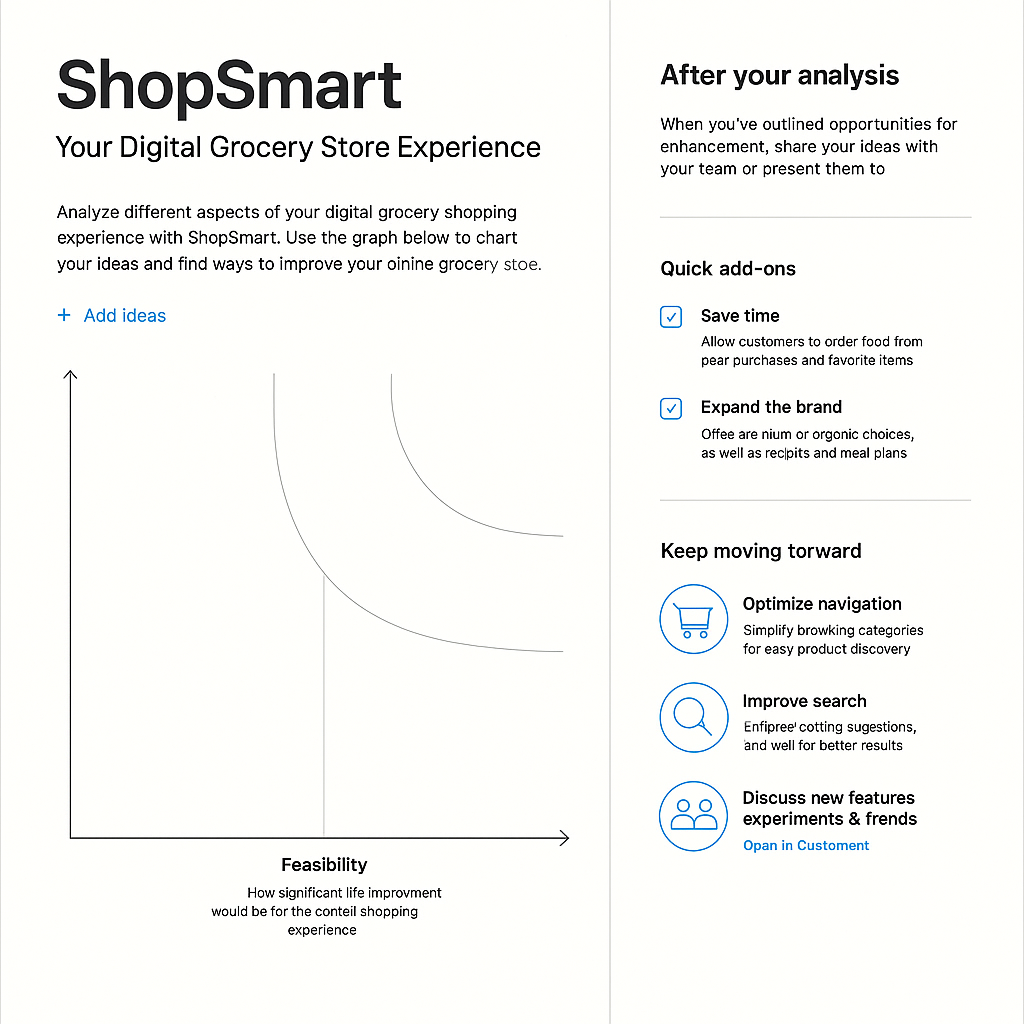 ShopSmart
Your Digital Grocery Store Experience
Analyze different aspects of your digital grocery shopping
experience with ShopSmart. Use the graph below to chart
your ideas and find ways to improve your oinine grocery stoe.
+ Add ideas
Feasibility
How significant life improvment
would be for the conteil shopping
experience
After your analysis
When you've outlined opportunities for
enhancement, share your ideas with
your team or present them to
Quick add-ons
Save time
Allow customers to order food from
pear purchases and favorite items
Expand the brand
Offee are nium or orgonic choices,
as well as recpits and meal plans
Keep moving torward
Optimize navigation
Simplify browking categories
for easy product discovery
Improve search
cotting sugestions,
and well for better results
Discuss new features
experiments & frends
Opan in Customent